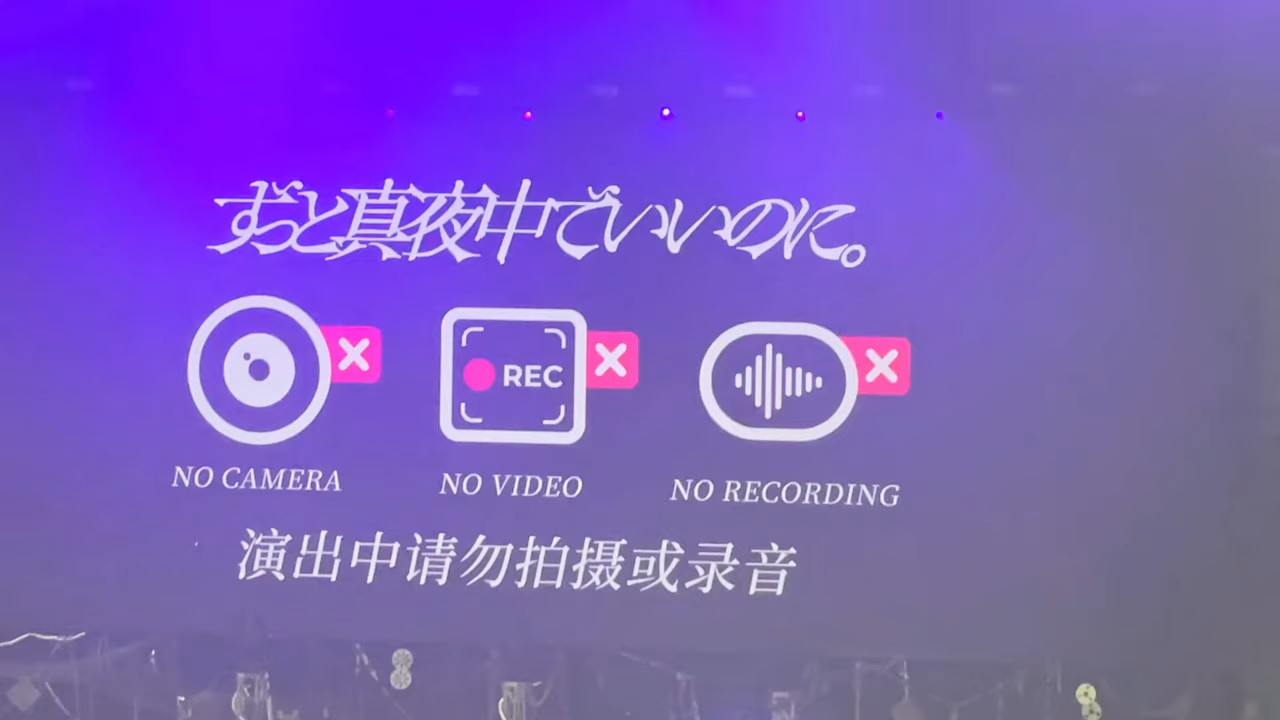 ずっと真夜中でいいのに。
REC
NO CAMERA
NO VIDEO
NO RECORDING
演出中请勿拍摄或录音